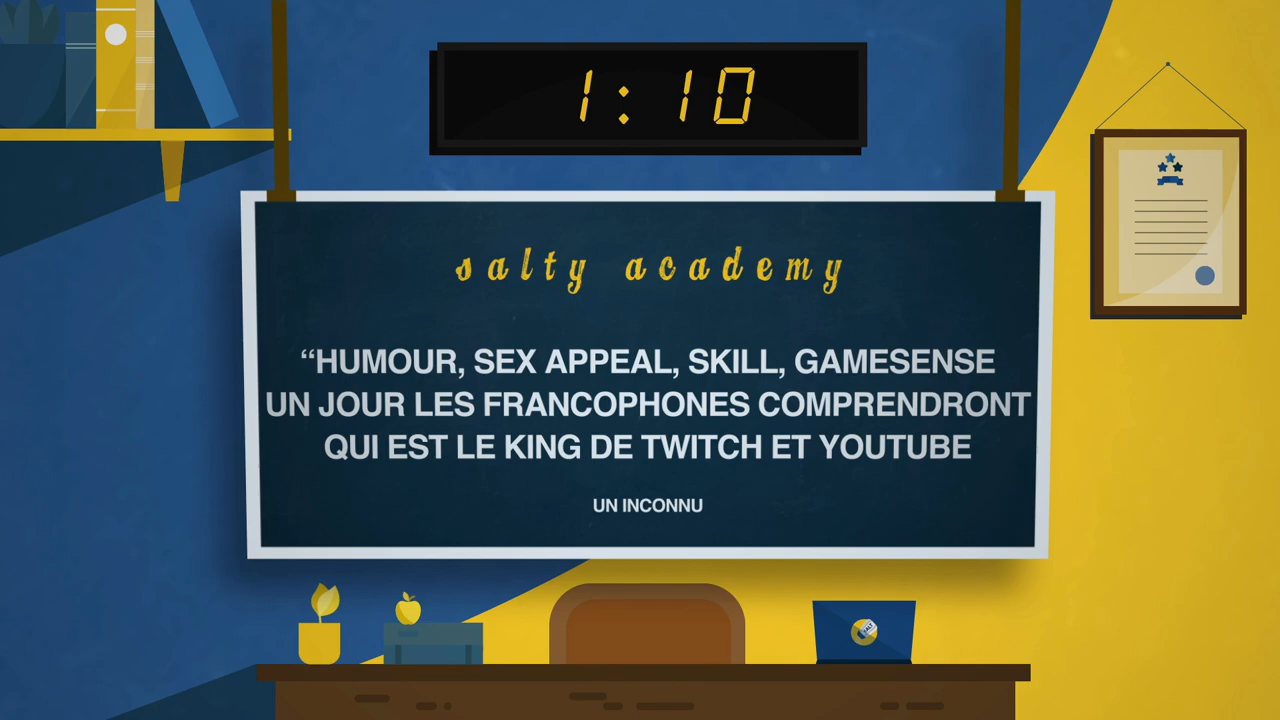 1:10
salty academy
“HUMOUR, SEX APPEAL, SKILL, GAMESENSE
UN JOUR LES FRANCOPHONES COMPRENDRONT
QUI EST LE KING DE TWITCH ET YOUTUBE
UN INCONNU